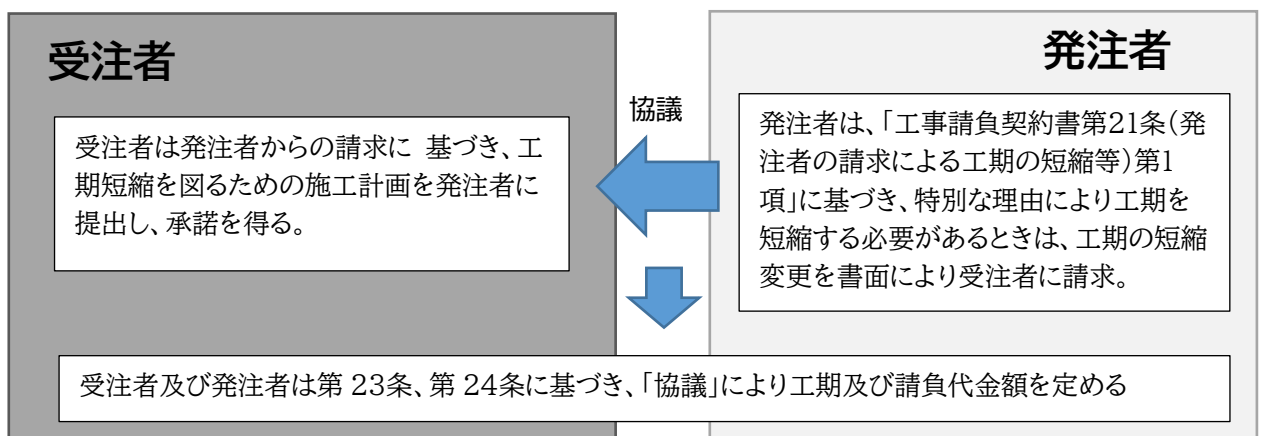 受注者
受注者は発注者からの請求に 基づき、工
期短縮を図るための施工計画を発注者に
提出し、承諾を得る。
協議
発注者
発注者は、「工事請負契約書第21条(発
注者の請求による工期の短縮等)第1
項」に基づき、特別な理由により工期を
短縮する必要があるときは、工期の短縮
変更を書面により受注者に請求。
受注者及び発注者は第 23条、第 24条に基づき、「協議」により工期及び請負代金額を定める